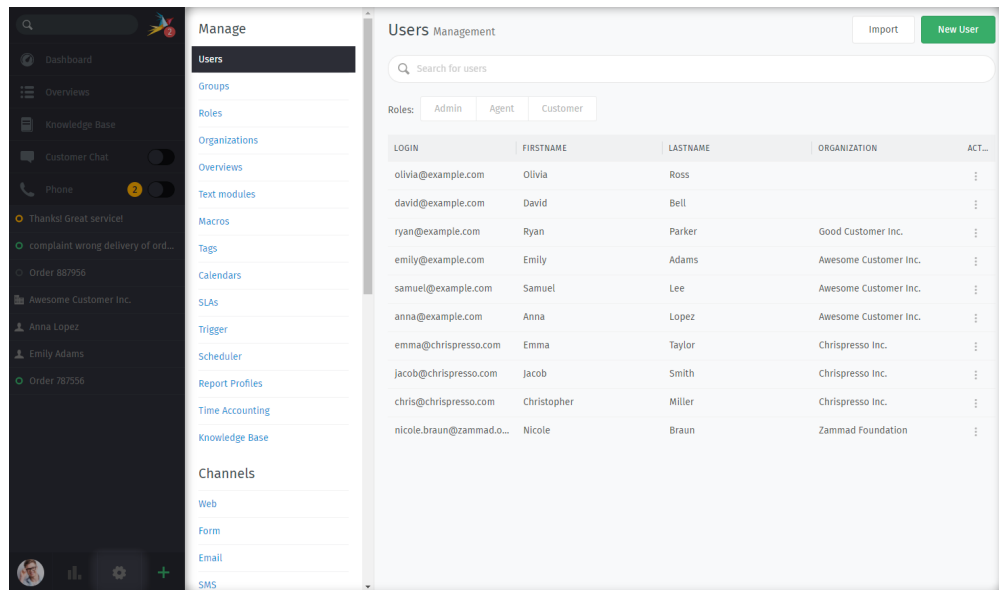 2
Dashboard
Overviews
Knowledge Base
Customer Chat
Phone 2
Thanks! Great service!
complaint wrong delivery of ord...
Order 887956
Awesome Customer Inc.
Anna Lopez
Emily Adams
Order 787556
Manage
Users
Groups
Roles
Organizations
Overviews
Text modules
Macros
Tags
Calendars
SLAs
Trigger
Scheduler
Report Profiles
Time Accounting
Knowledge Base
Channels
Web
Form
Email
SMS
Users Management
Import New User
Search for users
Roles: Admin Agent Customer
LOGIN FIRSTNAME LASTNAME ORGANIZATION ACT...
olivia@example.com Olivia Ross
david@example.com David Bell
ryan@example.com Ryan Parker Good Customer Inc.
emily@example.com Emily Adams Awesome Customer Inc.
samuel@example.com Samuel Lee Awesome Customer Inc.
anna@example.com Anna Lopez Awesome Customer Inc.
emma@chrispresso.com Emma Taylor Chrispresso Inc.
jacob@chrispresso.com Jacob Smith Chrispresso Inc.
chris@chrispresso.com Christopher Miller Chrispresso Inc.
nicole.braun@zammad.o... Nicole Braun Zammad Foundation